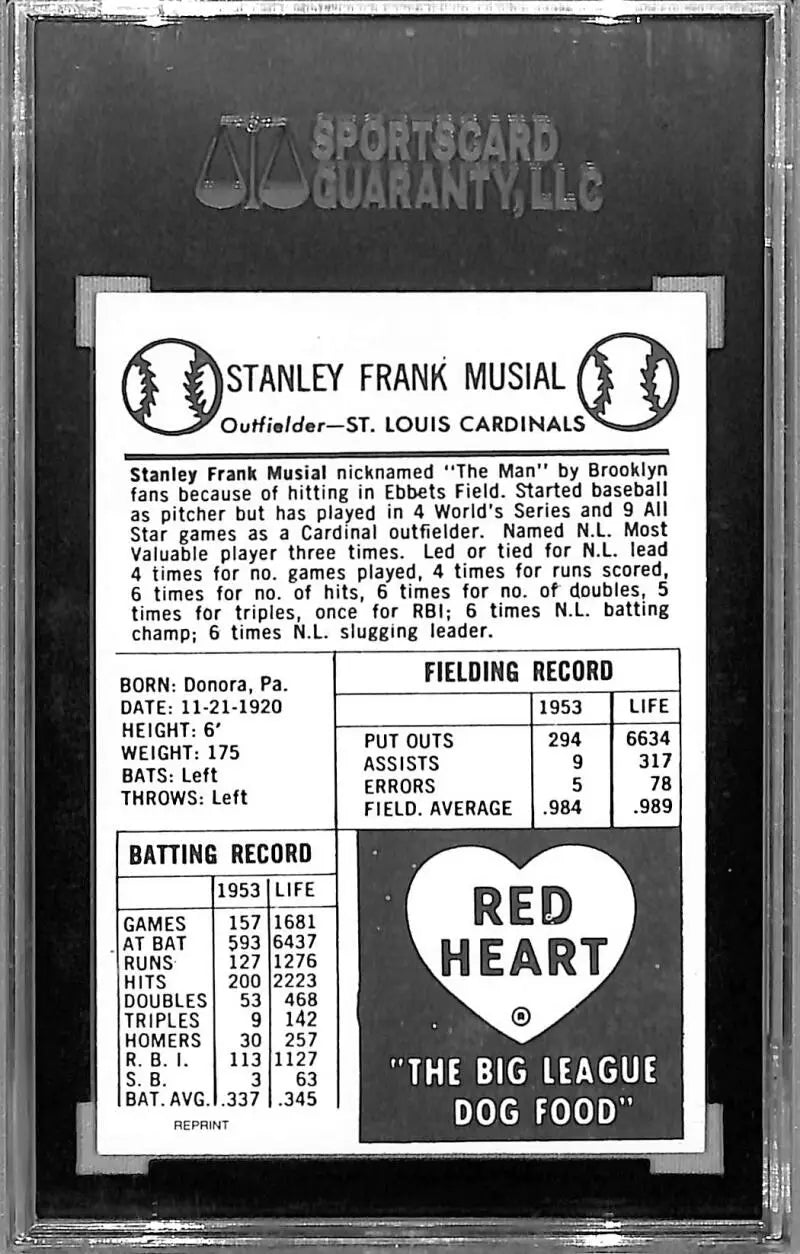 SPORTSCARD
GUARANTY, LLC
STANLEY FRANK MUSIAL
Outfielder—ST. LOUIS CARDINALS
Stanley Frank Musial nicknamed "The Man" by Brooklyn
fans because of hitting in Ebbets Field. Started baseball
as pitcher but has played in 4 World's Series and 9 All
Star games as a Cardinal outfielder. Named N.L. Most
Valuable player three times. Led or tied for N.L. lead
4 times for no. games played, 4 times for runs scored,
6 times for no. of hits, 6 times for no. of doubles, 5
times for triples, once for RBI; 6 times N.L. batting
champ; 6 times N.L. slugging leader.
BORN: Donora, Pa.
DATE: 11-21-1920
HEIGHT: 6'
WEIGHT: 175
BATS: Left
THROWS: Left
FIELDING RECORD
1953 LIFE
PUT OUTS 294 6634
ASSISTS 9 317
ERRORS 5 78
FIELD. AVERAGE .984 .989
BATTING RECORD
1953 LIFE
GAMES 157 1681
AT BAT 593 6437
RUNS 127 1276
HITS 200 2223
DOUBLES 53 468
TRIPLES 9 142
HOMERS 30 257
R. B. I. 113 1127
S. B. 3 63
BAT. AVG. .337 .345
REPRINT
RED
HEART
®
"THE BIG LEAGUE
DOG FOOD"